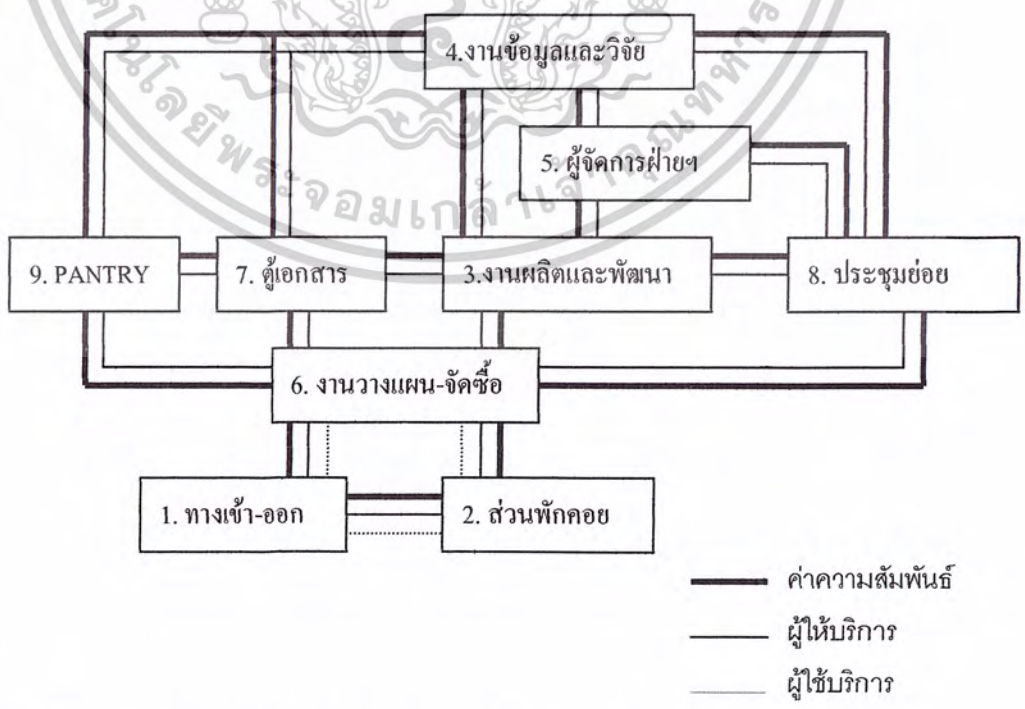 4.งานข้อมูลและวิจัย
5. ผู้จัดการฝ่ายฯ
9. PANTRY
7. ตู้เอกสาร
3.งานผลิตและพัฒนา
8. ประชุมย่อย
6. งานวางแผน-จัดซื้อ
1. ทางเข้า-ออก
2. ส่วนพักคอย
ค่าความสัมพันธ์
ผู้ให้บริการ
ผู้ใช้บริการ